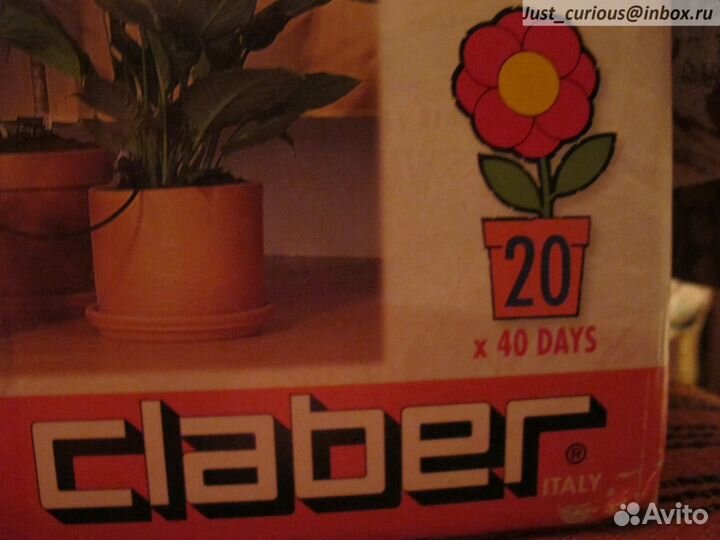 Just_curious@inbox.ru
20
x 40 DAYS
claber®
ITALY
Avito